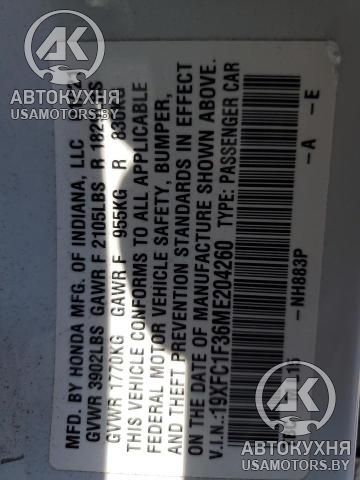 MFD. BY HONDA MFG. OF INDIANA, LLC
GVWR 3902LBS GAWR F 2105LBS R
GVWR 1770KG GAWR F 955KG R
THIS VEHICLE CONFORMS TO ALL APPLICABLE
FEDERAL MOTOR VEHICLE SAFETY, BUMPER,
AND THEFT PREVENTION STANDARDS IN EFFECT
ON THE DATE OF MANUFACTURE SHOWN ABOVE.
V.I.N.:19XFC1F36ME204260 TYPE: PASSENGER CAR
-NH883P -A -E
АК
АВТОКУХНЯ
USAMOTORS.BY
АК
АВТОКУХНЯ
USAMOTORS.BY